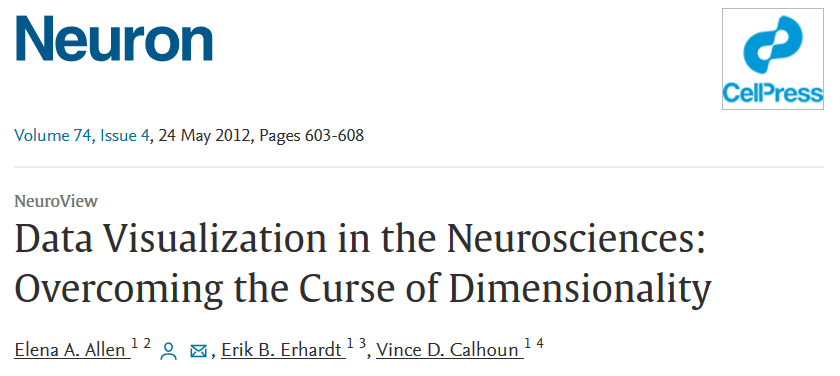 Neuron
CellPress
Volume 74, Issue 4, 24 May 2012, Pages 603-608
NeuroView
Data Visualization in the Neurosciences:
Overcoming the Curse of Dimensionality
Elena A. Allen 1 2, Erik B. Erhardt 1 3, Vince D. Calhoun 1 4